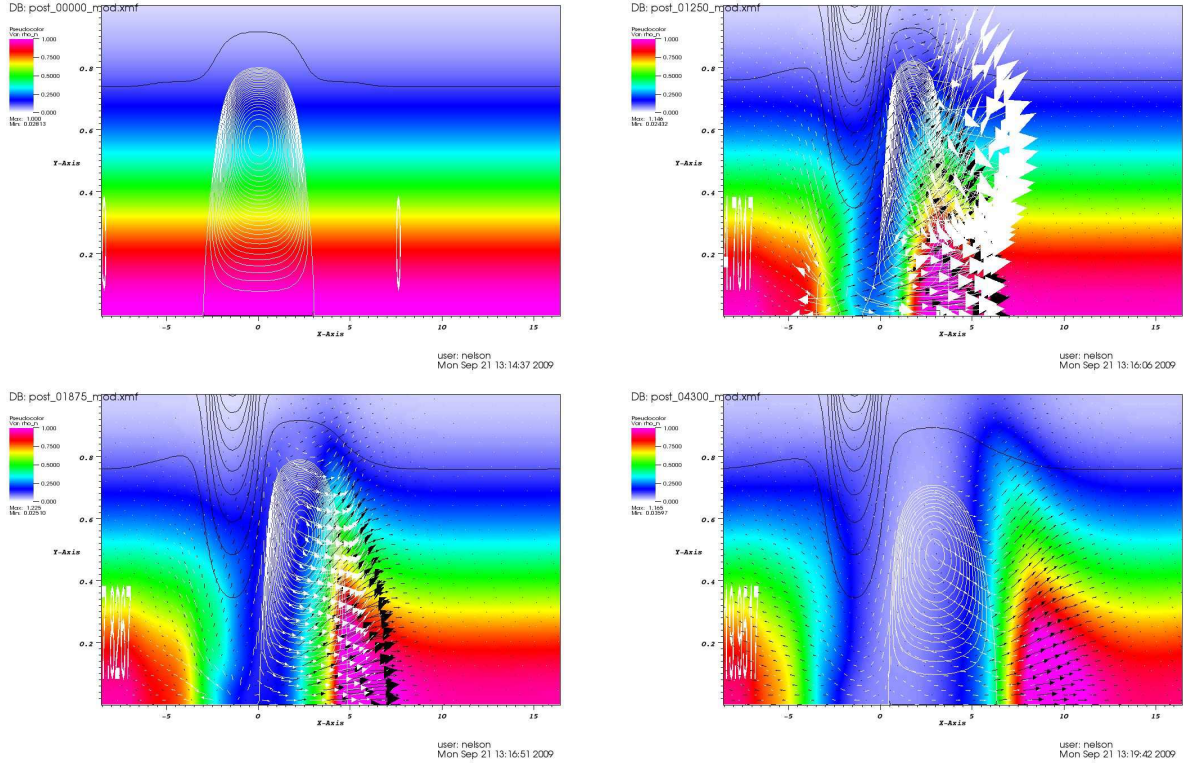 DB: post_00000_mod.xmf
Pseudocolor
Var: rho_n
1.000
0.7500
0.5000
0.2500
0.000
Max: 1.000
Min: 0.02813
0.8
0.6
Y-Axis
0.4
0.2
-5 0 5 10 15
X-Axis
user: nelson
Mon Sep 21 13:14:37 2009
DB: post_01250_mod.xmf
Pseudocolor
Var: rho_n
1.000
0.7500
0.5000
0.2500
0.000
Max: 1.146
Min: 0.02432
0.8
0.6
Y-Axis
0.4
0.2
-5 0 5 10 15
X-Axis
user: nelson
Mon Sep 21 13:16:06 2009
DB: post_01875_mod.xmf
Pseudocolor
Var: rho_n
1.000
0.7500
0.5000
0.2500
0.000
Max: 1.225
Min: 0.02510
0.8
0.6
Y-Axis
0.4
0.2
-5 0 5 10 15
X-Axis
user: nelson
Mon Sep 21 13:16:51 2009
DB: post_04300_mod.xmf
Pseudocolor
Var: rho_n
1.000
0.7500
0.5000
0.2500
0.000
Max: 1.165
Min: 0.03597
0.8
0.6
Y-Axis
0.4
0.2
-5 0 5 10 15
X-Axis
user: nelson
Mon Sep 21 13:19:42 2009